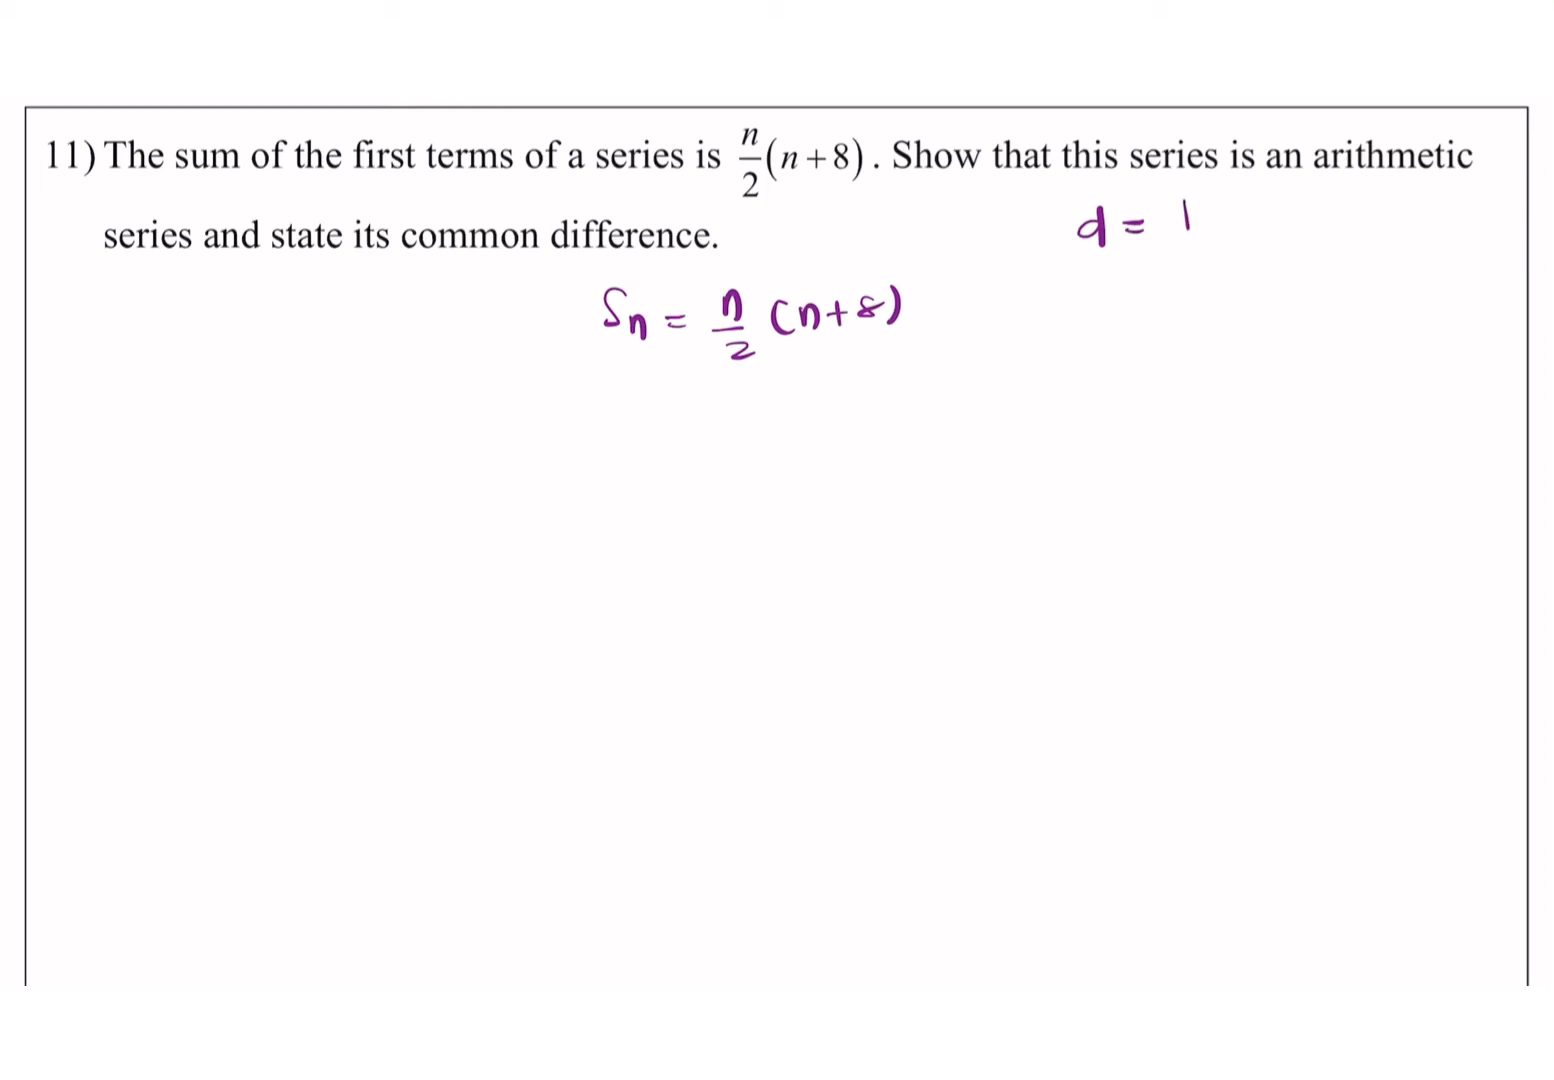 11) The sum of the first terms of a series is n/2 (n+8). Show that this series is an arithmetic
series and state its common difference.
d = 1
Sn = n/2 (n+8)